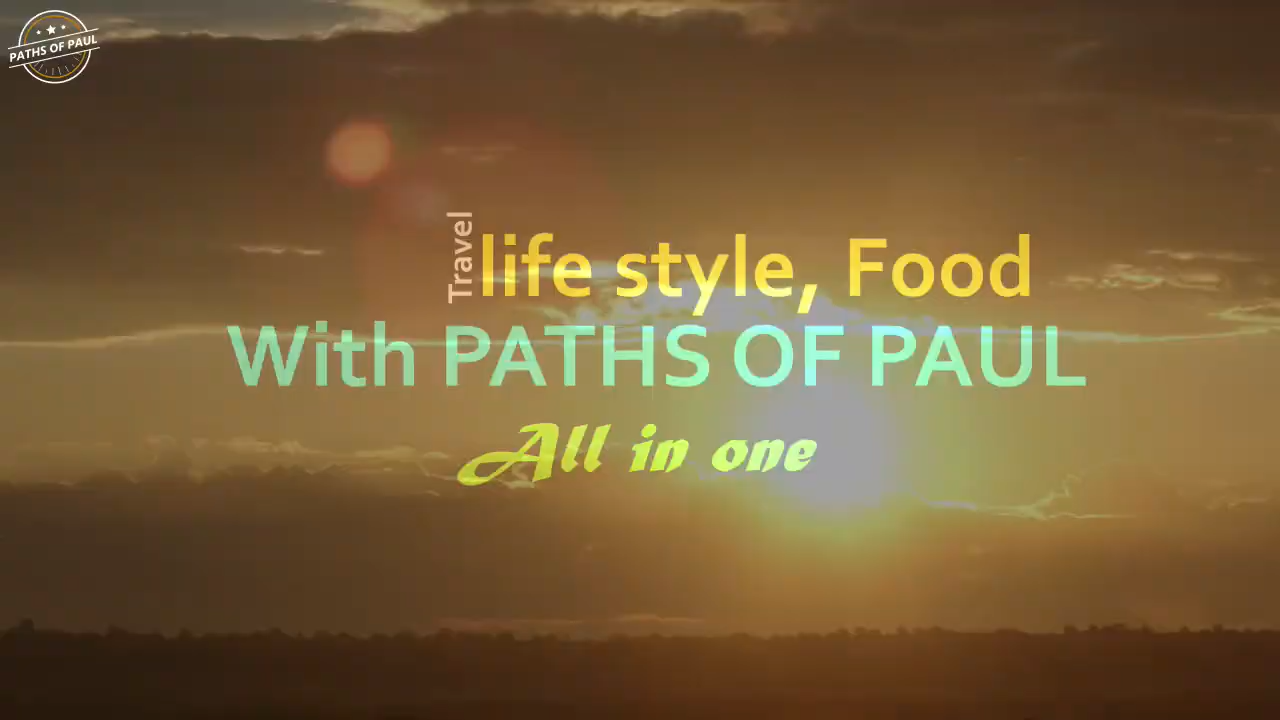 PATHS OF PAUL
Travel
life style, Food
With PATHS OF PAUL
All in one